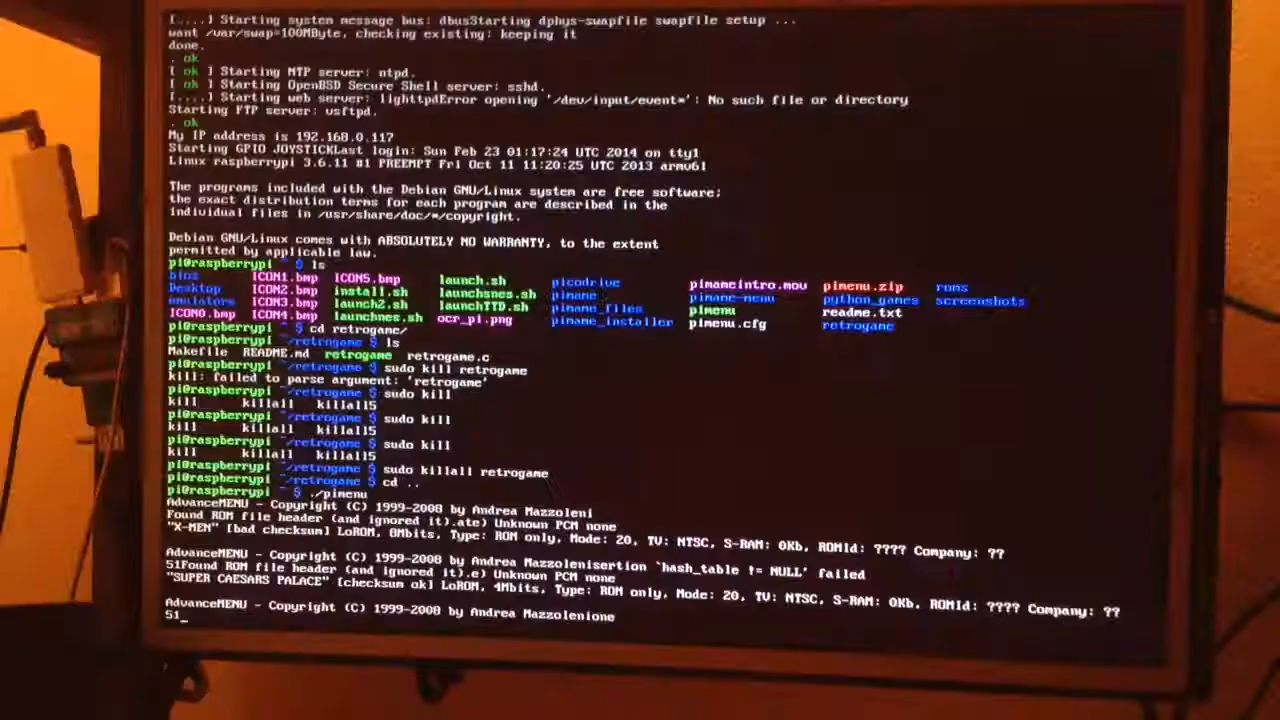 [....] Starting system message bus: dbusStarting dphys-swapfile swapfile setup ...
want /var/swap=100MByte, checking existing: keeping it
done.
. ok
[ ok ] Starting NTP server: ntpd.
[ ok ] Starting OpenBSD Secure Shell server: sshd.
[....] Starting web server: lighttpdError opening '/dev/input/event*': No such file or directory
Starting FTP server: vsftpd.
. ok
My IP address is 192.168.0.117
Starting GPIO JOYSTICKLast login: Sun Feb 23 01:17:24 UTC 2014 on tty1
Linux raspberrypi 3.6.11 #1 PREEMPT Fri Oct 11 11:20:25 UTC 2013 armv6l
The programs included with the Debian GNU/Linux system are free software;
the exact distribution terms for each program are described in the
individual files in /usr/share/doc/*/copyright.
Debian GNU/Linux comes with ABSOLUTELY NO WARRANTY, to the extent
permitted by applicable law.
pi@raspberrypi ~ $ ls
bins ICON1.bmp ICON5.bmp launch.sh picodrive pimameintro.mov pimenu.zip roms
Desktop ICON2.bmp install.sh launchsnes.sh pimame pimame-menu python_games screenshots
emulators ICON3.bmp launch2.sh launchTTD.sh pimame_files pimenu readme.txt
ICON0.bmp ICON4.bmp launchnes.sh ocr_pi.png pimame_installer pimenu.cfg retrogame
pi@raspberrypi ~ $ cd retrogame/
pi@raspberrypi ~/retrogame $ ls
Makefile README.md retrogame retrogame.c
pi@raspberrypi ~/retrogame $ sudo kill retrogame
kill: failed to parse argument: 'retrogame'
pi@raspberrypi ~/retrogame $ sudo kill
kill killall killall5
pi@raspberrypi ~/retrogame $ sudo kill
kill killall killall5
pi@raspberrypi ~/retrogame $ sudo kill
kill killall killall5
pi@raspberrypi ~/retrogame $ sudo killall retrogame
pi@raspberrypi ~/retrogame $ cd ..
pi@raspberrypi ~ $ ./pimenu
AdvanceMENU - Copyright (C) 1999-2008 by Andrea Mazzoleni
Found ROM file header (and ignored it).ate) Unknown PCM none
"X-MEN" [bad checksum] LoROM, 8Mbits, Type: ROM only, Mode: 20, TV: NTSC, S-RAM: 0Kb, ROMId: ???? Company: ??
AdvanceMENU - Copyright (C) 1999-2008 by Andrea Mazzolenisertion `hash_table != NULL' failed
51Found ROM file header (and ignored it).e) Unknown PCM none
"SUPER CAESARS PALACE" [checksum ok] LoROM, 4Mbits, Type: ROM only, Mode: 20, TV: NTSC, S-RAM: 0Kb, ROMId: ???? Company: ??
AdvanceMENU - Copyright (C) 1999-2008 by Andrea Mazzolenione
51_